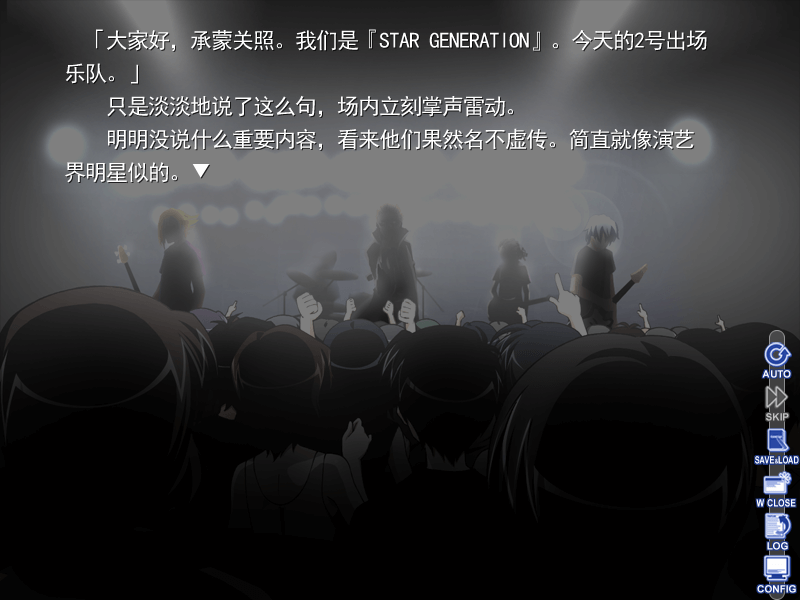 「大家好，承蒙关照。我们是『STAR GENERATION』。今天的2号出场
乐队。」
只是淡淡地说了这么句，场内立刻掌声雷动。
明明没说什么重要内容，看来他们果然名不虚传。简直就像演艺
界明星似的。▼
AUTO
SKIP
SAVE&LOAD
W CLOSE
LOG
CONFIG